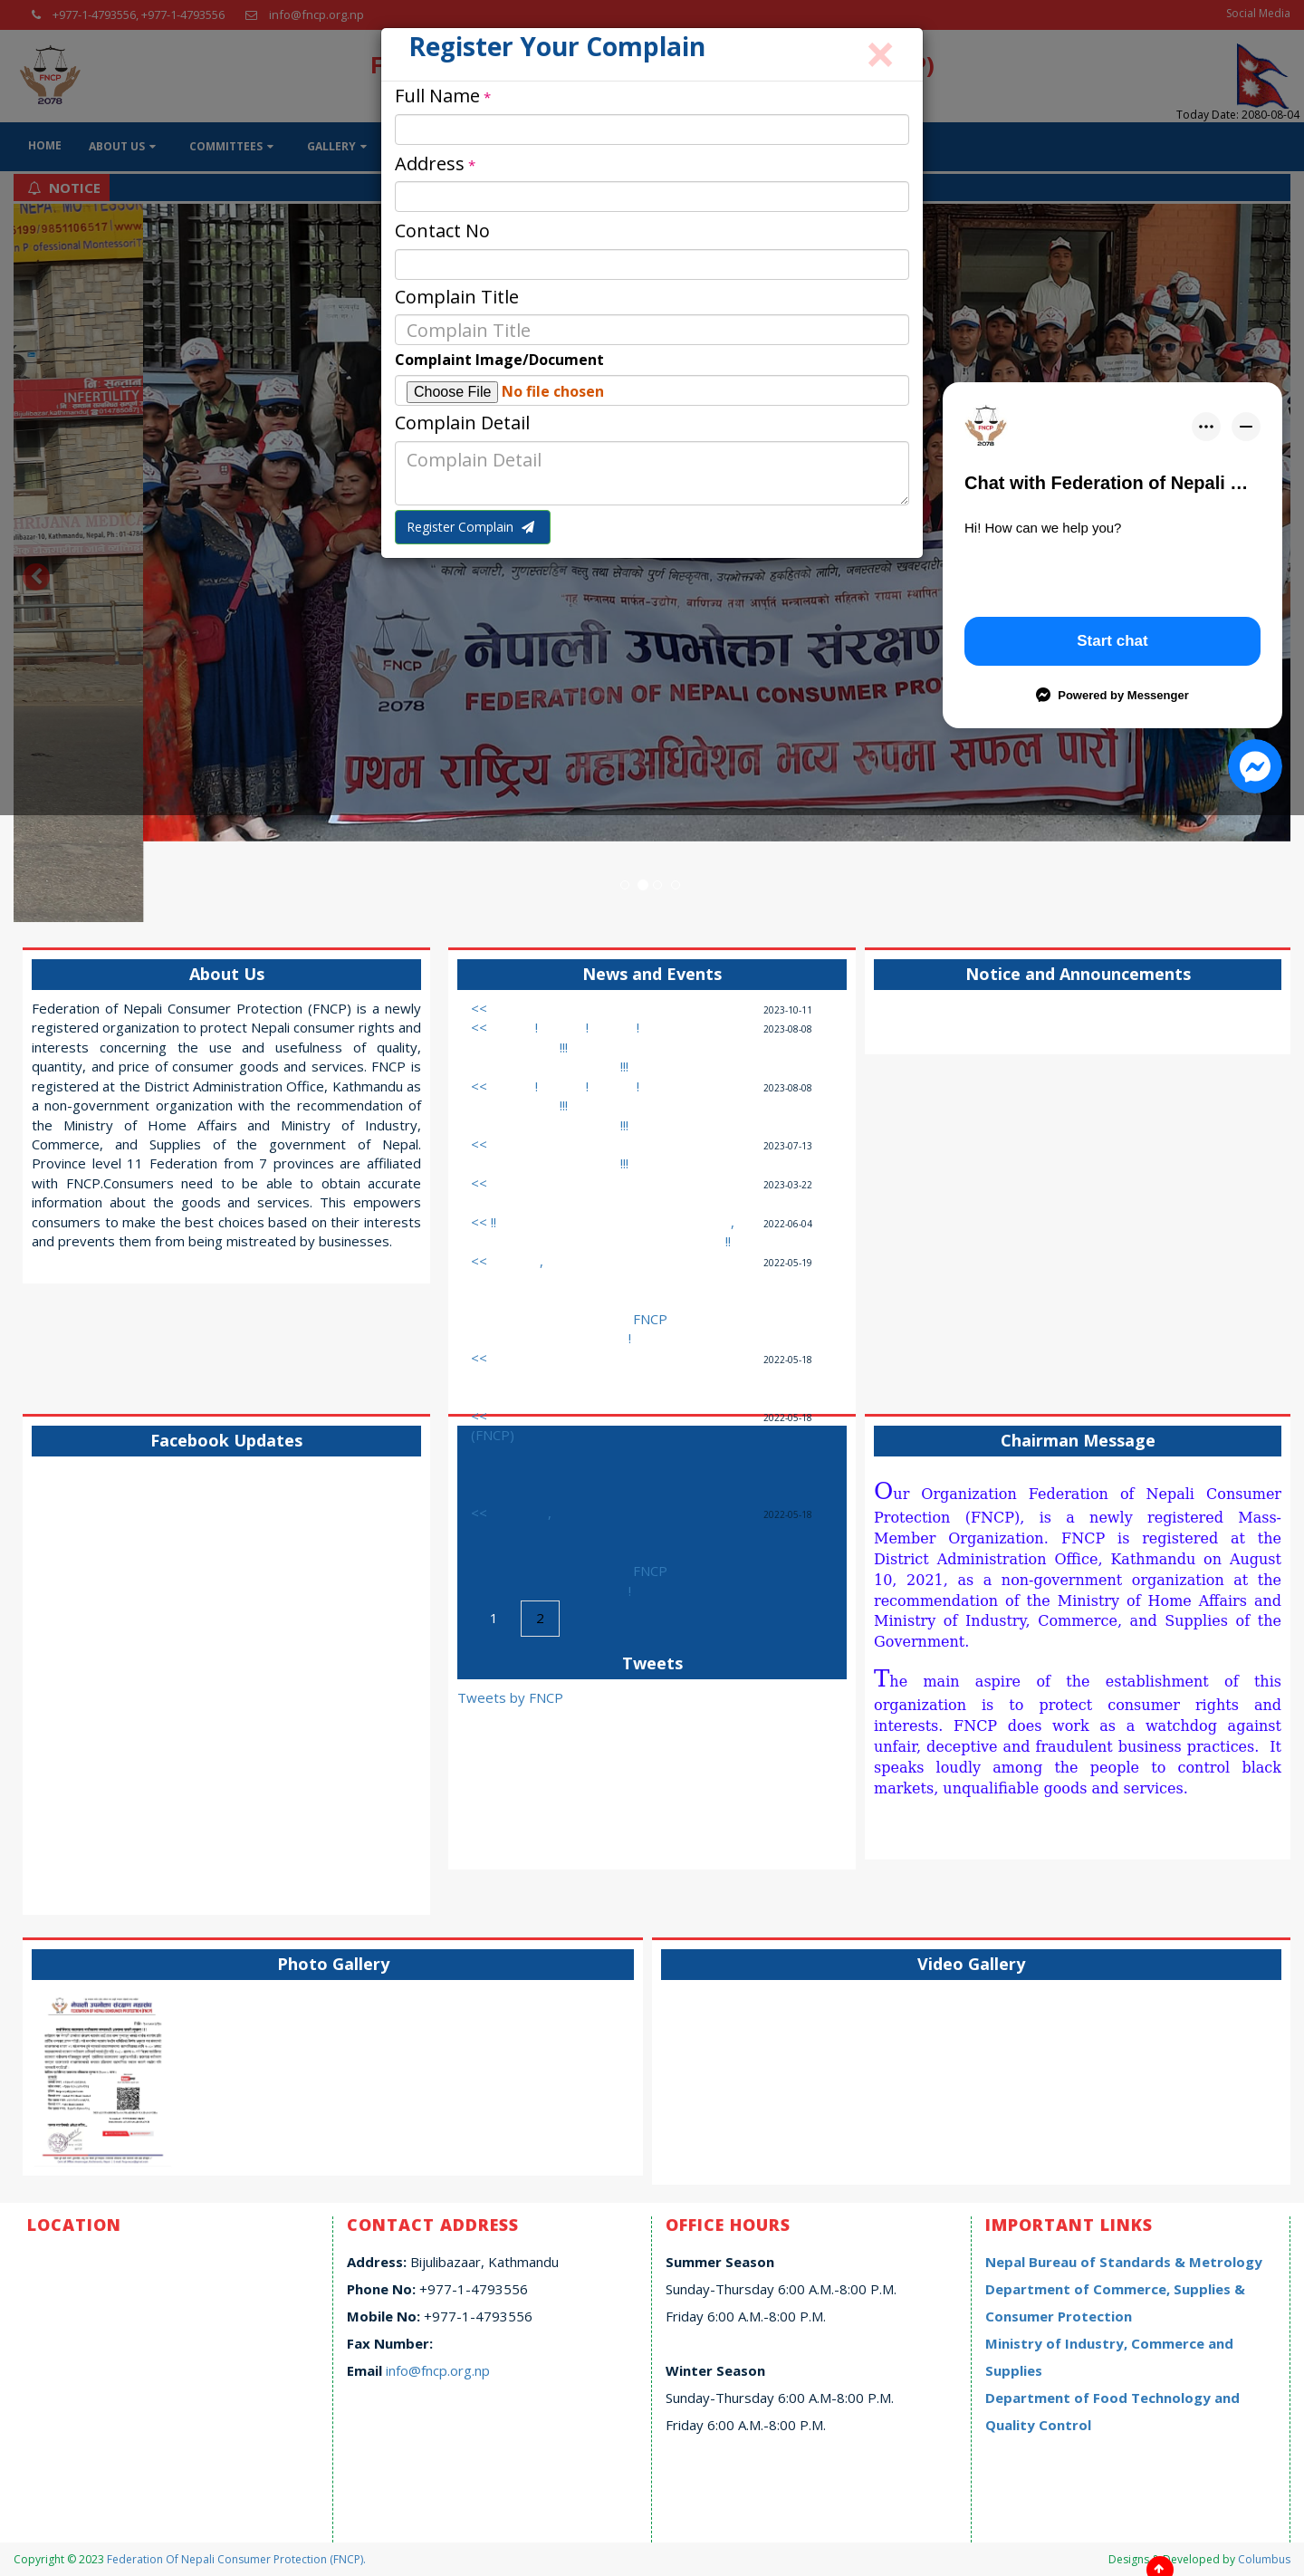 +977-1-4793556, +977-1-4793556 info@fncp.org.np
Social Media
FNCP
2078
F
P)
Today Date: 2080-08-04
HOME ABOUT US COMMITTEES GALLERY
NOTICE
Register Your Complain
×
Full Name *
Address *
Contact No
Complain Title
Complain Title
Complaint Image/Document
Choose File No file chosen
Complain Detail
Complain Detail
Register Complain
FNCP
2078
Chat with Federation of Nepali …
Hi! How can we help you?
Start chat
Powered by Messenger
5199/9851106517
HRIJANA MEDICA
नेपाली उपभोक्ता संरक्षण
FNCP
2078
FEDERATION OF NEPALI CONSUMER PRO
प्रथम राष्ट्रिय महाअधिवेशन भव्य रूपमा सफल पारौं
About Us
Federation of Nepali Consumer Protection (FNCP) is a newly
registered organization to protect Nepali consumer rights and
interests concerning the use and usefulness of quality,
quantity, and price of consumer goods and services. FNCP is
registered at the District Administration Office, Kathmandu as
a non-government organization with the recommendation of
the Ministry of Home Affairs and Ministry of Industry,
Commerce, and Supplies of the government of Nepal.
Province level 11 Federation from 7 provinces are affiliated
with FNCP.Consumers need to be able to obtain accurate
information about the goods and services. This empowers
consumers to make the best choices based on their interests
and prevents them from being mistreated by businesses.
News and Events
<< 2023-10-11
<< ! ! ! 2023-08-08
!!!
!!!
<< ! ! ! 2023-08-08
!!!
!!!
<< 2023-07-13
!!!
<< 2023-03-22
<< !! , 2022-06-04
!!
<< , 2022-05-19
FNCP
!
<< 2022-05-18
<< 2022-05-18
(FNCP)
<< , 2022-05-18
FNCP
!
1 2
Notice and Announcements
Facebook Updates
Tweets
Tweets by FNCP
Chairman Message
Our Organization Federation of Nepali Consumer
Protection (FNCP), is a newly registered Mass-
Member Organization. FNCP is registered at the
District Administration Office, Kathmandu on August
10, 2021, as a non-government organization at the
recommendation of the Ministry of Home Affairs and
Ministry of Industry, Commerce, and Supplies of the
Government.
The main aspire of the establishment of this
organization is to protect consumer rights and
interests. FNCP does work as a watchdog against
unfair, deceptive and fraudulent business practices. It
speaks loudly among the people to control black
markets, unqualifiable goods and services.
Photo Gallery
नेपाली उपभोक्ता संरक्षण महासंघ
Video Gallery
LOCATION
CONTACT ADDRESS
Address: Bijulibazaar, Kathmandu
Phone No: +977-1-4793556
Mobile No: +977-1-4793556
Fax Number:
Email info@fncp.org.np
OFFICE HOURS
Summer Season
Sunday-Thursday 6:00 A.M.-8:00 P.M.
Friday 6:00 A.M.-8:00 P.M.
Winter Season
Sunday-Thursday 6:00 A.M-8:00 P.M.
Friday 6:00 A.M.-8:00 P.M.
IMPORTANT LINKS
Nepal Bureau of Standards & Metrology
Department of Commerce, Supplies &
Consumer Protection
Ministry of Industry, Commerce and
Supplies
Department of Food Technology and
Quality Control
Copyright © 2023 Federation Of Nepali Consumer Protection (FNCP).
Designs & Developed by Columbus